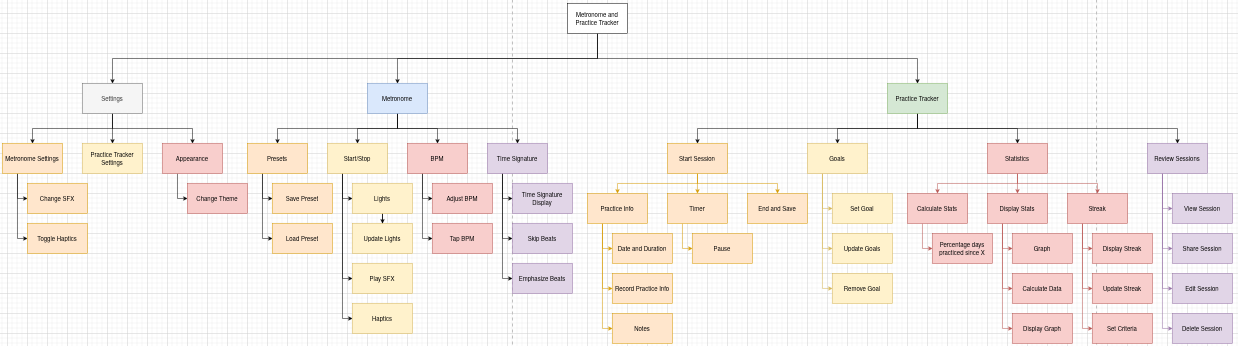 Metronome and
Practice Tracker
Settings
Metronome
Practice Tracker
Metronome Settings
Practice Tracker
Settings
Appearance
Presets
Start/Stop
BPM
Time Signature
Start Session
Goals
Statistics
Review Sessions
Change SFX
Change Theme
Save Preset
Lights
Adjust BPM
Time Signature
Display
Practice Info
Timer
End and Save
Set Goal
Calculate Stats
Display Stats
Streak
View Session
Toggle Haptics
Load Preset
Update Lights
Tap BPM
Skip Beats
Date and Duration
Pause
Update Goals
Percentage days
practiced since X
Graph
Display Streak
Share Session
Play SFX
Emphasize Beats
Record Practice Info
Remove Goal
Calculate Data
Update Streak
Edit Session
Haptics
Notes
Display Graph
Set Criteria
Delete Session